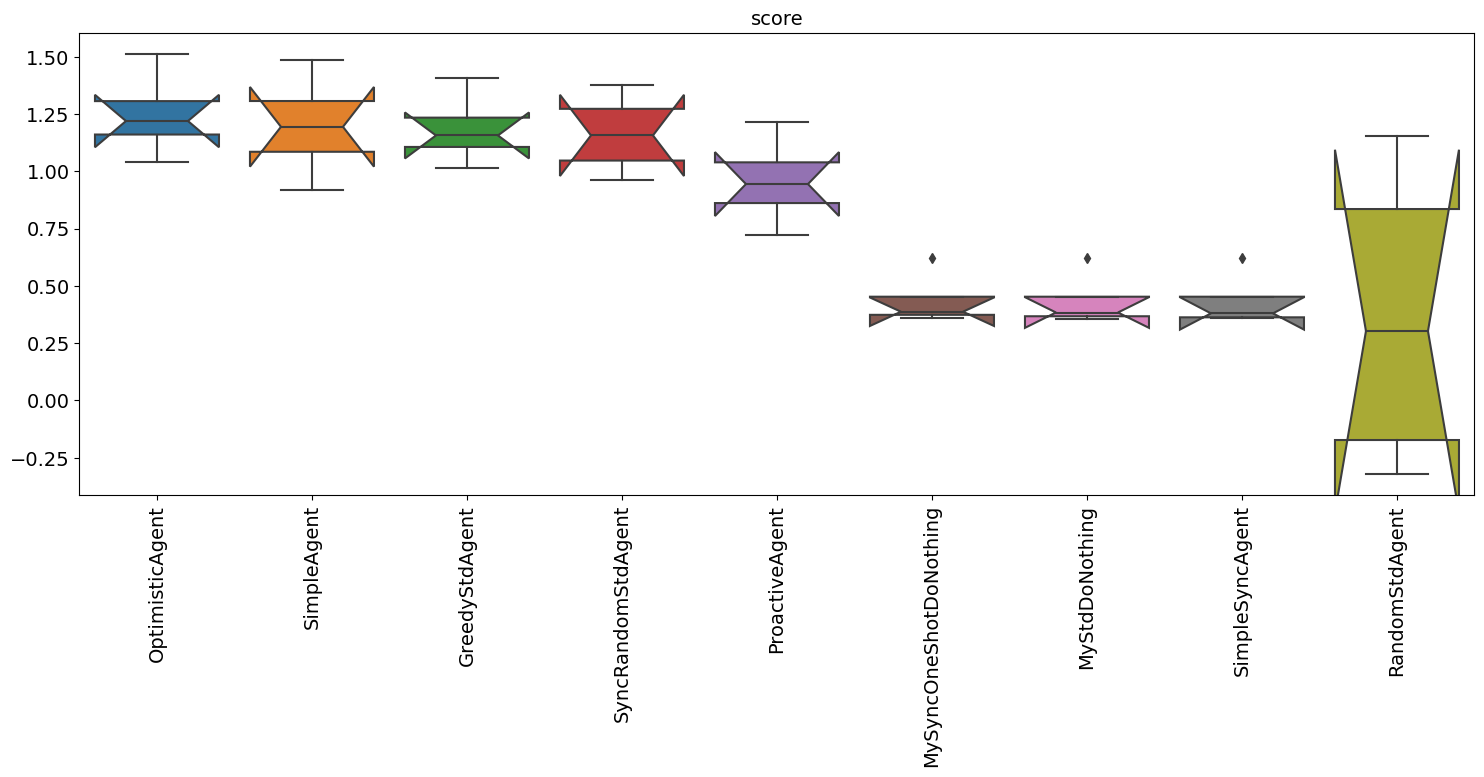 score
1.50
1.25
1.00
0.75
0.50
0.25
0.00
−0.25
OptimisticAgent
SimpleAgent
GreedyStdAgent
SyncRandomStdAgent
ProactiveAgent
MySyncOneShotDoNothing
MyStdDoNothing
SimpleSyncAgent
RandomStdAgent